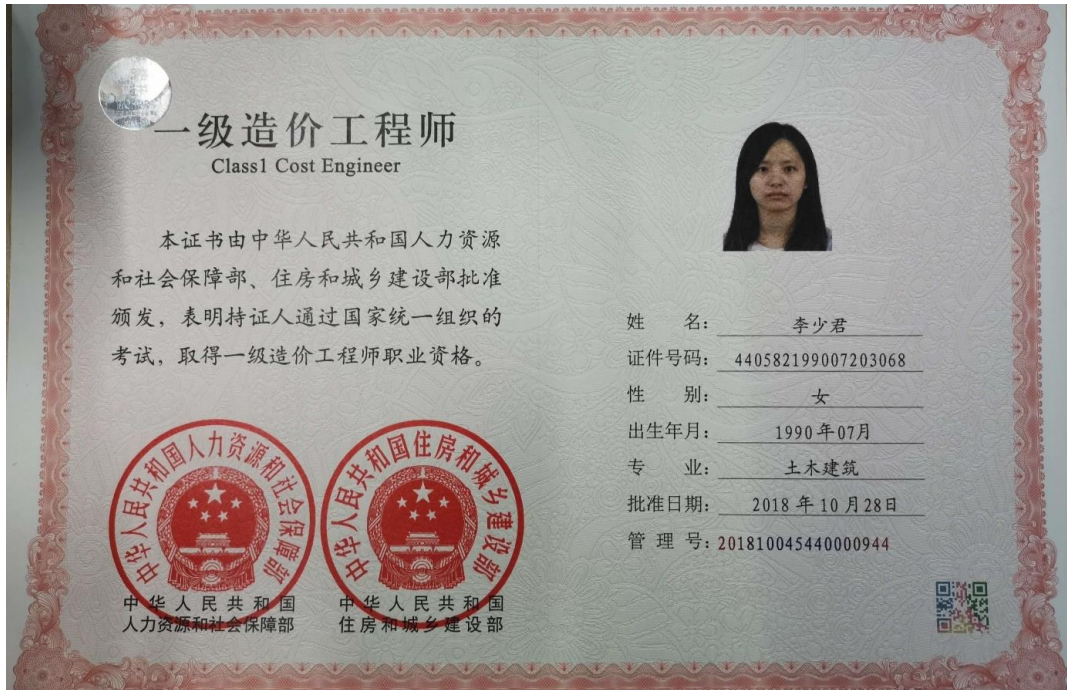 一级造价工程师
Class1 Cost Engineer
本证书由中华人民共和国人力资源
和社会保障部、住房和城乡建设部批准
颁发，表明持证人通过国家统一组织的
考试，取得一级造价工程师职业资格。
中华人民共和国人力资源和社会保障部
中华人民共和国住房和城乡建设部
中华人民共和国
人力资源和社会保障部
中华人民共和国
住房和城乡建设部
姓 名：李少君
证件号码：440582199007203068
性 别：女
出生年月：1990年07月
专 业：土木建筑
批准日期：2018年10月28日
管 理 号：201810045440000944